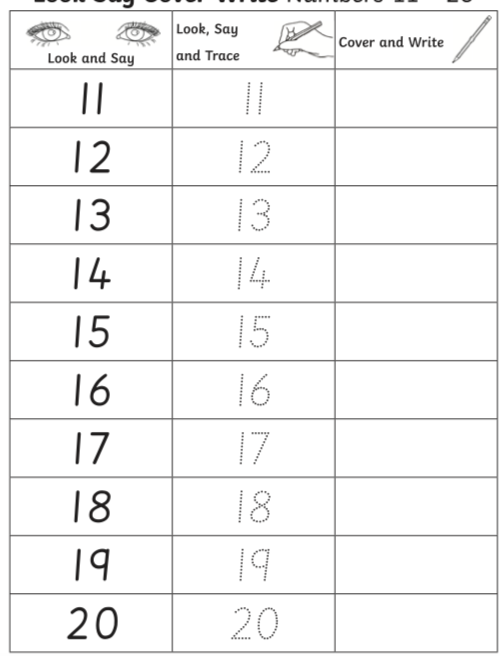 Look Say Cover Write Numbers 11 - 20
Look and Say
Look, Say
and Trace
Cover and Write
11 11
12 12
13 13
14 14
15 15
16 16
17 17
18 18
19 19
20 20